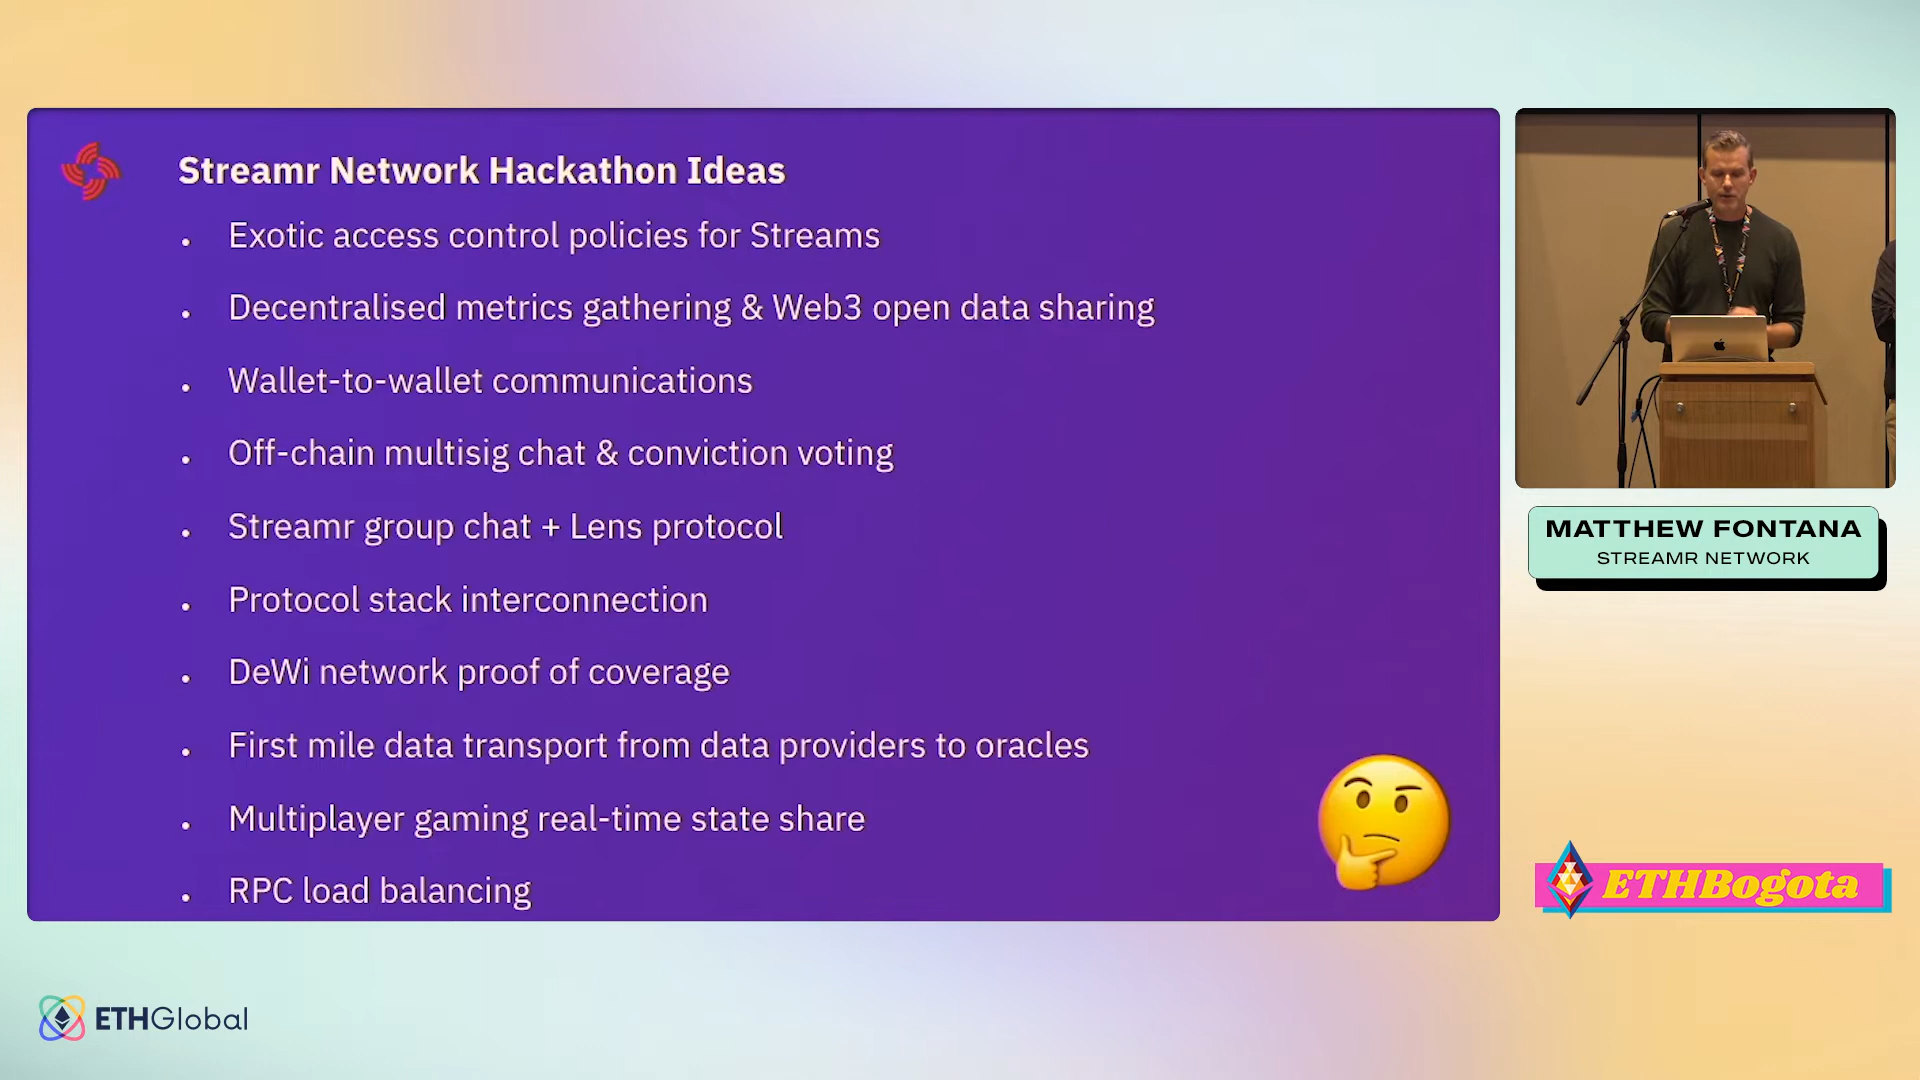 Streamr Network Hackathon Ideas
• Exotic access control policies for Streams
• Decentralised metrics gathering & Web3 open data sharing
• Wallet-to-wallet communications
• Off-chain multisig chat & conviction voting
• Streamr group chat + Lens protocol
• Protocol stack interconnection
• DeWi network proof of coverage
• First mile data transport from data providers to oracles
• Multiplayer gaming real-time state share
• RPC load balancing
MATTHEW FONTANA
STREAMR NETWORK
ETHBogota
ETHGlobal